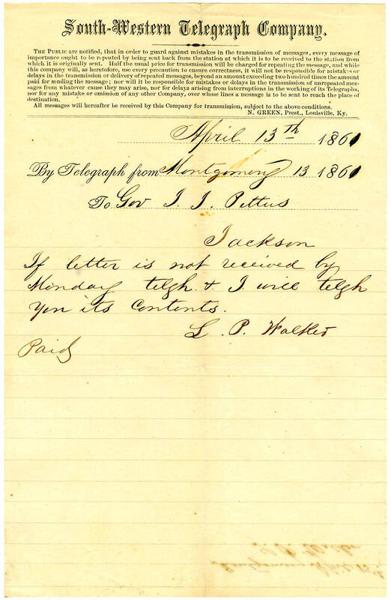 South-Western Telegraph Company.
THE PUBLIC are notified, that in order to guard against mistakes in the transmission of messages, every message of
importance ought to be repeated by being sent back from the station at which it is to be received to the station from
which it is originally sent. Half the usual price for transmission will be charged for repeating the message, and while
this company will, as heretofore, use every precaution to ensure correctness, it will not be responsible for mistakes or
delays in the transmission or delivery of repeated messages, beyond an amount exceeding two hundred times the amount
paid for sending the message; nor will it be responsible for mistakes or delays in the transmission of unrepeated messa-
ges from whatever cause they may arise, nor for delays arising from interruptions in the working of its Telegraphs,
nor for any mistake or omission of any other Company, over whose lines a message is to be sent to reach the place of
destination.
All messages will hereafter be received by this Company for transmission, subject to the above conditions.
N. GREEN, Prest., Louisville, Ky.
April 13th 1861
By Telegraph from Montgomery 13 1861
To Gov J. J. Pettus
Jackson
If letter is not received by
Monday telgh & I will telgh
you its contents.
L. P. Walker
Paid